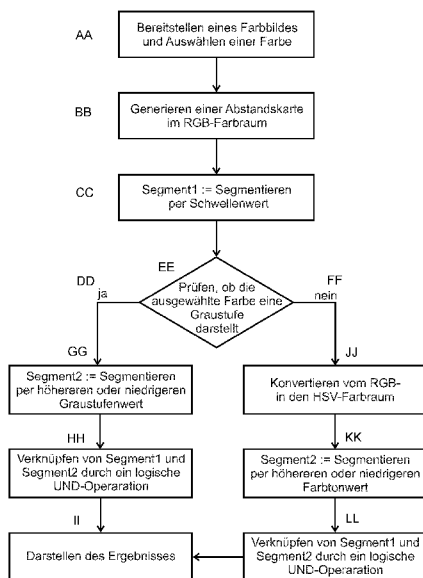 AA
Bereitstellen eines Farbbildes
und Auswählen einer Farbe
BB
Generieren einer Abstandskarte
im RGB-Farbraum
CC
Segment1 := Segmentieren
per Schwellenwert
DD
ja
EE
Prüfen, ob die
ausgewählte Farbe eine
Graustufe
darstellt
FF
nein
GG
Segment2 := Segmentieren
per höhereren oder niedrigeren
Graustufenwert
HH
Verknüpfen von Segment1 und
Segment2 durch ein logische
UND-Operaration
II
Darstellen des Ergebnisses
JJ
Konvertieren vom RGB-
in den HSV-Farbraum
KK
Segment2 := Segmentieren
per höhereren oder niedrigeren
Farbtonwert
LL
Verknüpfen von Segment1 und
Segment2 durch ein logische
UND-Operaration